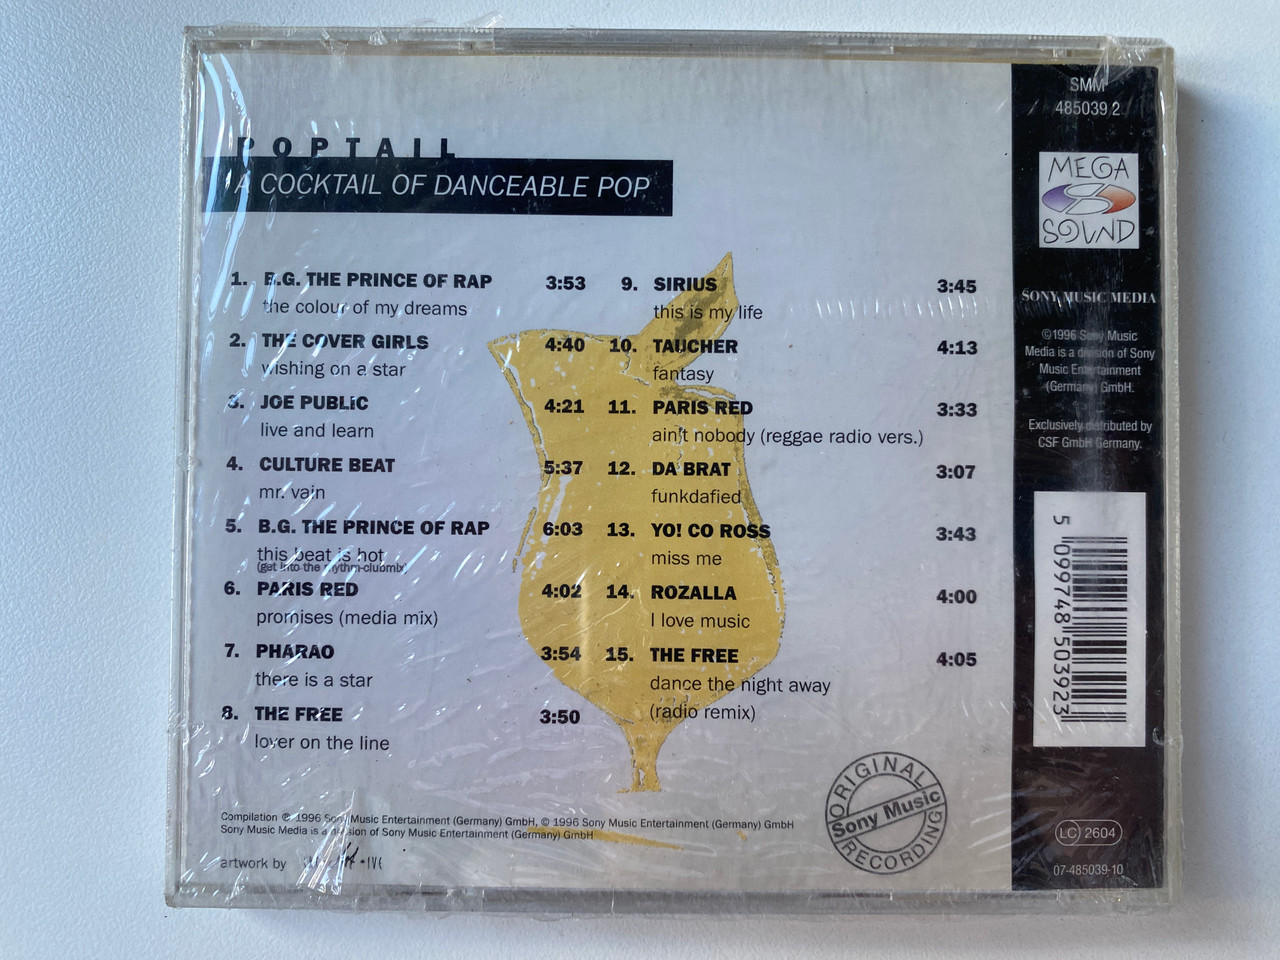 POPTAIL
A COCKTAIL OF DANCEABLE POP
1. B.G. THE PRINCE OF RAP 3:53
the colour of my dreams
2. THE COVER GIRLS 4:40
wishing on a star
3. JOE PUBLIC 4:21
live and learn
4. CULTURE BEAT 5:37
mr. vain
5. B.G. THE PRINCE OF RAP 6:03
this beat is hot
(get into the rhythm-clubmix)
6. PARIS RED 4:02
promises (media mix)
7. PHARAO 3:54
there is a star
8. THE FREE 3:50
lover on the line
9. SIRIUS 3:45
this is my life
10. TAUCHER 4:13
fantasy
11. PARIS RED 3:33
ain't nobody (reggae radio vers.)
12. DA BRAT 3:07
funkdafied
13. YO! CO ROSS 3:43
miss me
14. ROZALLA 4:00
I love music
15. THE FREE 4:05
dance the night away
(radio remix)
Compilation ℗ 1996 Sony Music Entertainment (Germany) GmbH, © 1996 Sony Music Entertainment (Germany) GmbH
Sony Music Media is a division of Sony Music Entertainment (Germany) GmbH
artwork by
ORIGINAL
Sony Music
RECORDING
SMM
485039 2
MEGA
SOUND
SONY MUSIC MEDIA
©1996 Sony Music
Media is a division of Sony
Music Entertainment
(Germany) GmbH.
Exclusively distributed by
CSF GmbH Germany.
5 099748 503923
LC 2604
07-485039-10